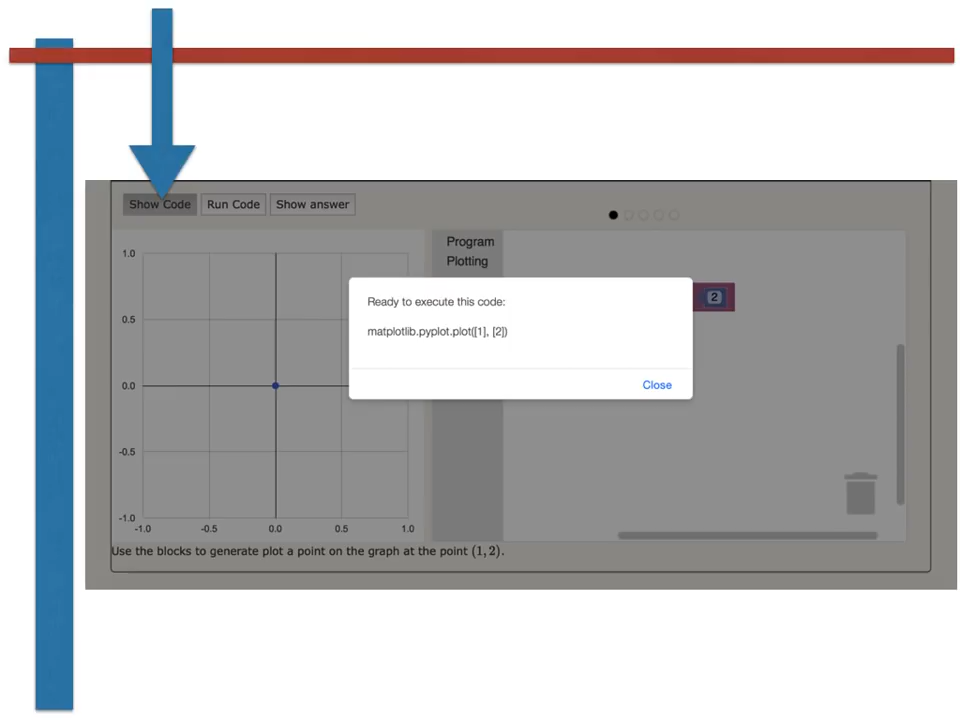 Show Code Run Code Show answer
Program
Plotting
1.0
0.5
0.0
-0.5
-1.0
-1.0 -0.5 0.0 0.5 1.0
2
Ready to execute this code:
matplotlib.pyplot.plot([1], [2])
Close
Use the blocks to generate plot a point on the graph at the point (1, 2).